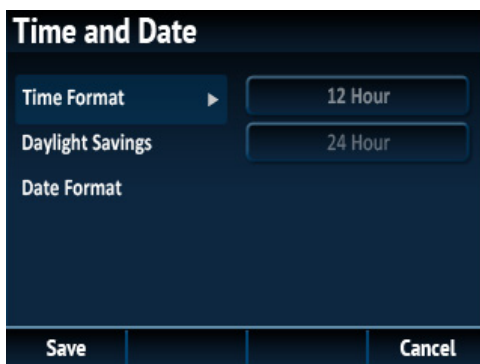 Time and Date
Time Format
12 Hour
Daylight Savings
24 Hour
Date Format
Save
Cancel